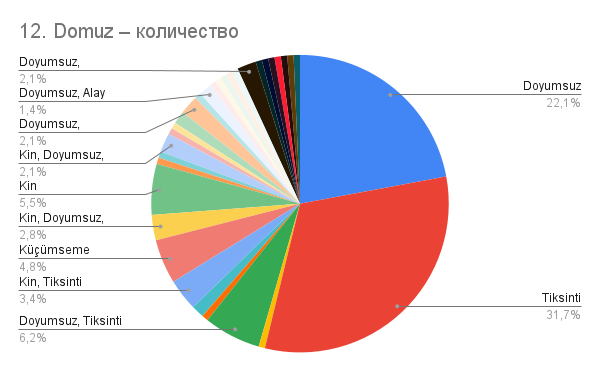 12. Domuz – количество
Doyumsuz,
2,1%
Doyumsuz, Alay
1,4%
Doyumsuz,
2,1%
Kin, Doyumsuz,
2,1%
Kin
5,5%
Kin, Doyumsuz,
2,8%
Küçümseme
4,8%
Kin, Tiksinti
3,4%
Doyumsuz, Tiksinti
6,2%
Doyumsuz
22,1%
Tiksinti
31,7%